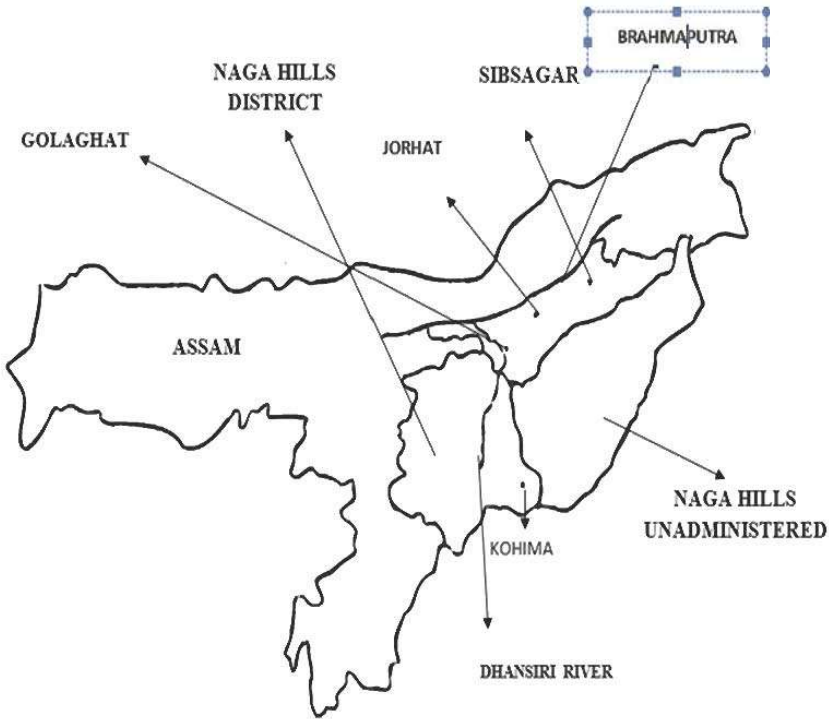 BRAHMAPUTRA
NAGA HILLS
DISTRICT
SIBSAGAR
GOLAGHAT
JORHAT
ASSAM
NAGA HILLS
UNADMINISTERED
KOHIMA
DHANSIRI RIVER